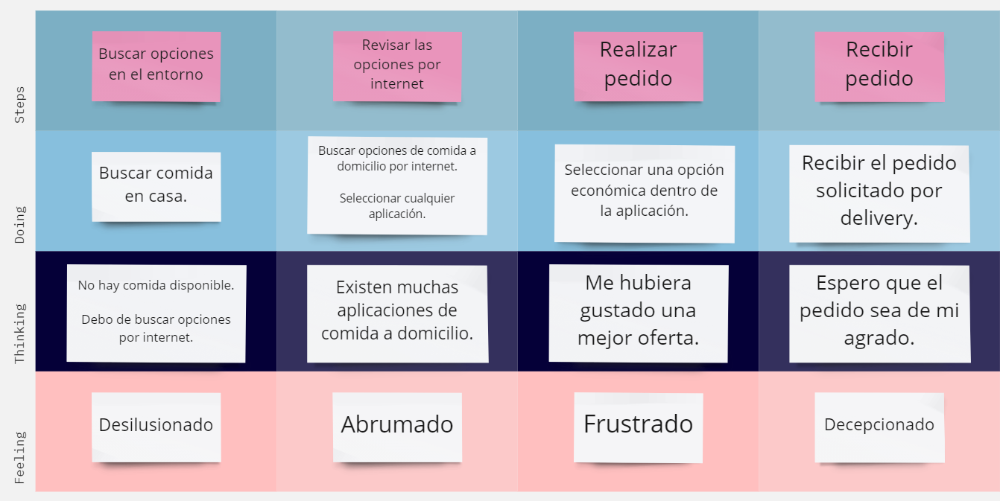 Steps
Buscar opciones
en el entorno
Revisar las
opciones por
internet
Realizar
pedido
Recibir
pedido
Doing
Buscar comida
en casa.
Buscar opciones de comida a
domicilio por internet.
Seleccionar cualquier
aplicación.
Seleccionar una opción
económica dentro de
la aplicación.
Recibir el pedido
solicitado por
delivery.
Thinking
No hay comida disponible.
Debo de buscar opciones
por internet.
Existen muchas
aplicaciones de
comida a domicilio.
Me hubiera
gustado una
mejor oferta.
Espero que el
pedido sea de mi
agrado.
Feeling
Desilusionado
Abrumado
Frustrado
Decepcionado